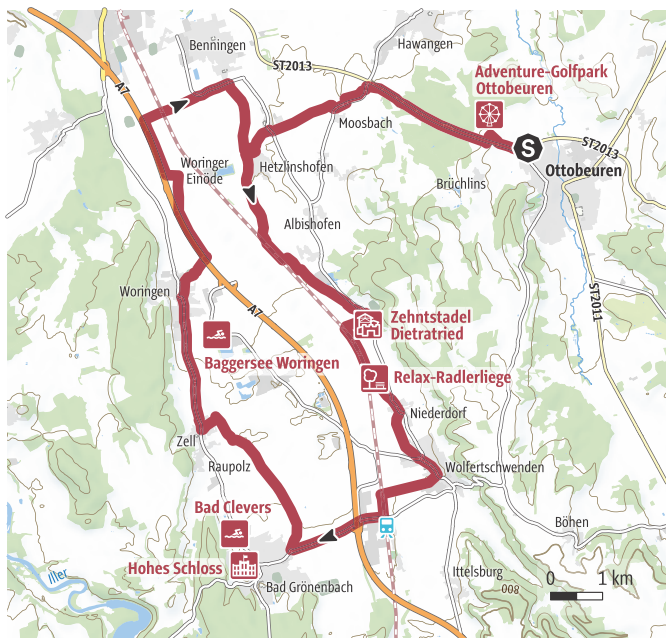 Benningen
Hawangen
ST2013
A7
Adventure-Golfpark
Ottobeuren
Moosbach
S
ST2013
Woringer
Einöde
Hetzlinshofen
Ottobeuren
Brüchlins
Albishofen
Woringen
ST2011
A7
Zehntstadel
Dietratried
Baggersee Woringen
Relax-Radlerliege
Niederdorf
Zell
Raupolz
Wolfertschwenden
Bad Clevers
Böhen
Hohes Schloss
Iller
Bad Grönenbach
Ittelsburg
800
0 1 km